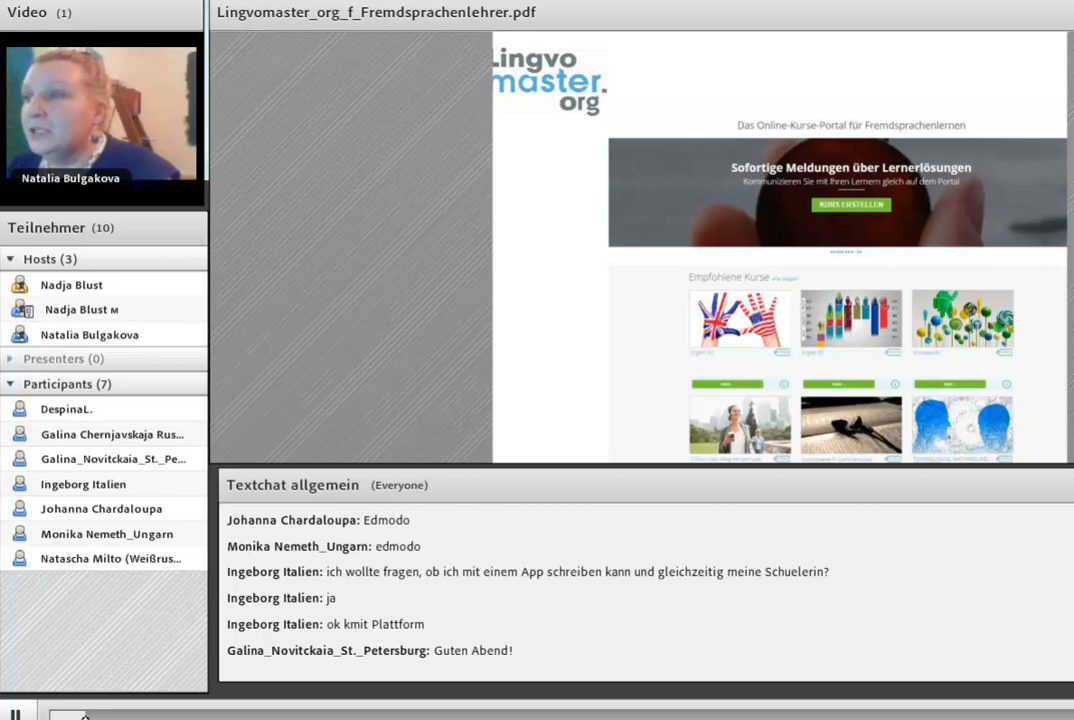 Video (1)
Lingvomaster_org_f_Fremdsprachenlehrer.pdf
Natalia Bulgakova
Lingvo
master.
org
Das Online-Kurse-Portal für Fremdsprachenlernen
Sofortige Meldungen über Lernerlösungen
Kommunizieren Sie mit Ihren Lernern gleich auf dem Portal
KURS ERSTELLEN
Empfohlene Kurse
Teilnehmer (10)
Hosts (3)
Nadja Blust
Nadja Blust м
Natalia Bulgakova
Presenters (0)
Participants (7)
DespinaL.
Galina Chernjavskaja Rus...
Galina_Novitckaia_St._Pe...
Ingeborg Italien
Johanna Chardaloupa
Monika Nemeth_Ungarn
Natascha Milto (Weißrus...
Textchat allgemein (Everyone)
Johanna Chardaloupa: Edmodo
Monika Nemeth_Ungarn: edmodo
Ingeborg Italien: ich wollte fragen, ob ich mit einem App schreiben kann und gleichzeitig meine Schuelerin?
Ingeborg Italien: ja
Ingeborg Italien: ok kmit Plattform
Galina_Novitckaia_St._Petersburg: Guten Abend!